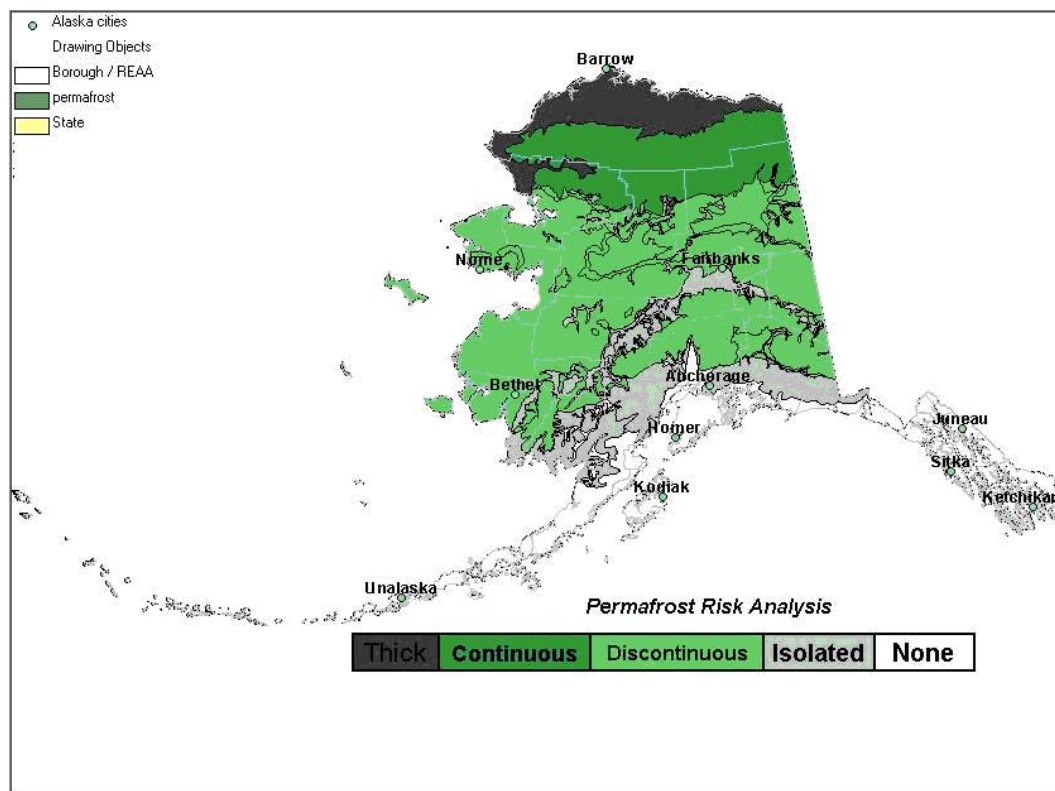 Alaska cities
Drawing Objects
Borough / REAA
permafrost
State
Barrow
Nome
Fairbanks
Bethel
Anchorage
Homer
Juneau
Sitka
Kodiak
Ketchikan
Unalaska
Permafrost Risk Analysis
Thick Continuous Discontinuous Isolated None